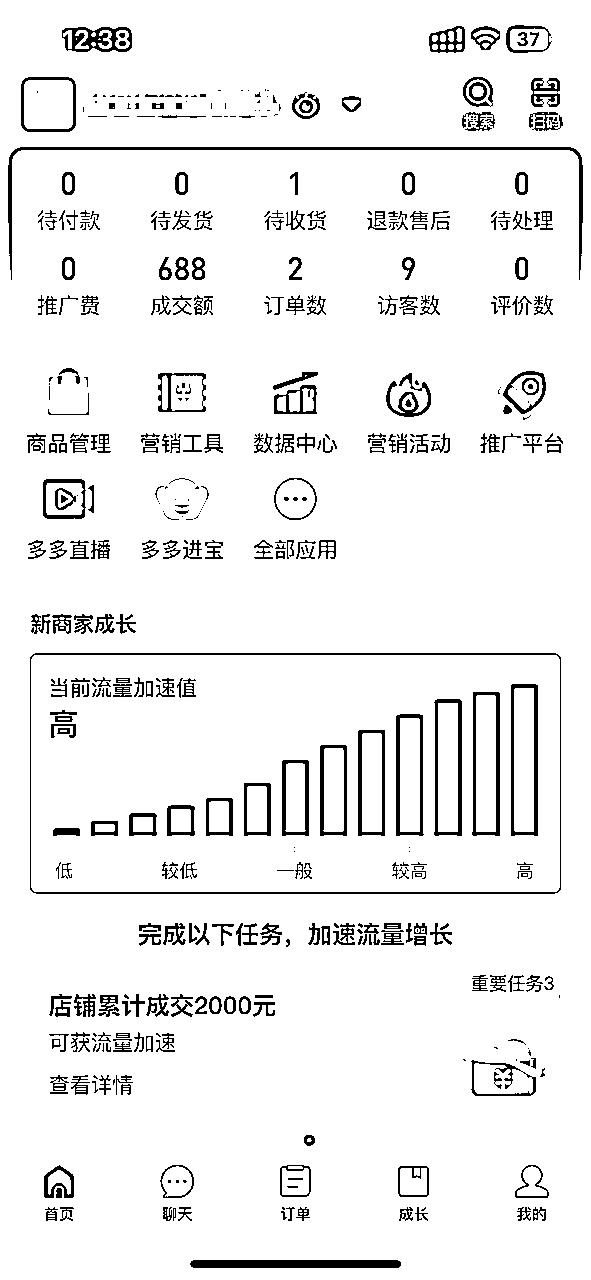 12:38
37
搜索 扫码
0 0 1 0 0
待付款 待发货 待收货 退款售后 待处理
0 688 2 9 0
推广费 成交额 订单数 访客数 评价数
商品管理 营销工具 数据中心 营销活动 推广平台
多多直播 多多进宝 全部应用
新商家成长
当前流量加速值
高
低 较低 一般 较高 高
完成以下任务，加速流量增长
重要任务3
店铺累计成交2000元
可获流量加速
查看详情
首页 聊天 订单 成长 我的